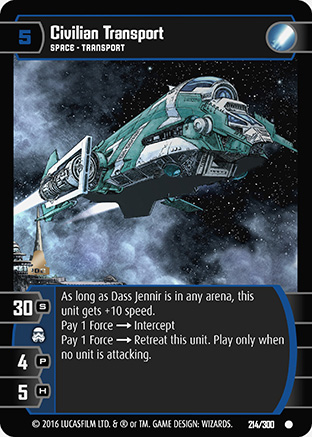 5 Civilian Transport
SPACE - TRANSPORT
As long as Dass Jennir is in any arena, this
unit gets +10 speed.
30 S
Pay 1 Force → Intercept
Pay 1 Force → Retreat this unit. Play only when
no unit is attacking.
4 P
5 H
© 2016 LUCASFILM LTD. & ® or TM. GAME DESIGN: WIZARDS. 214/300